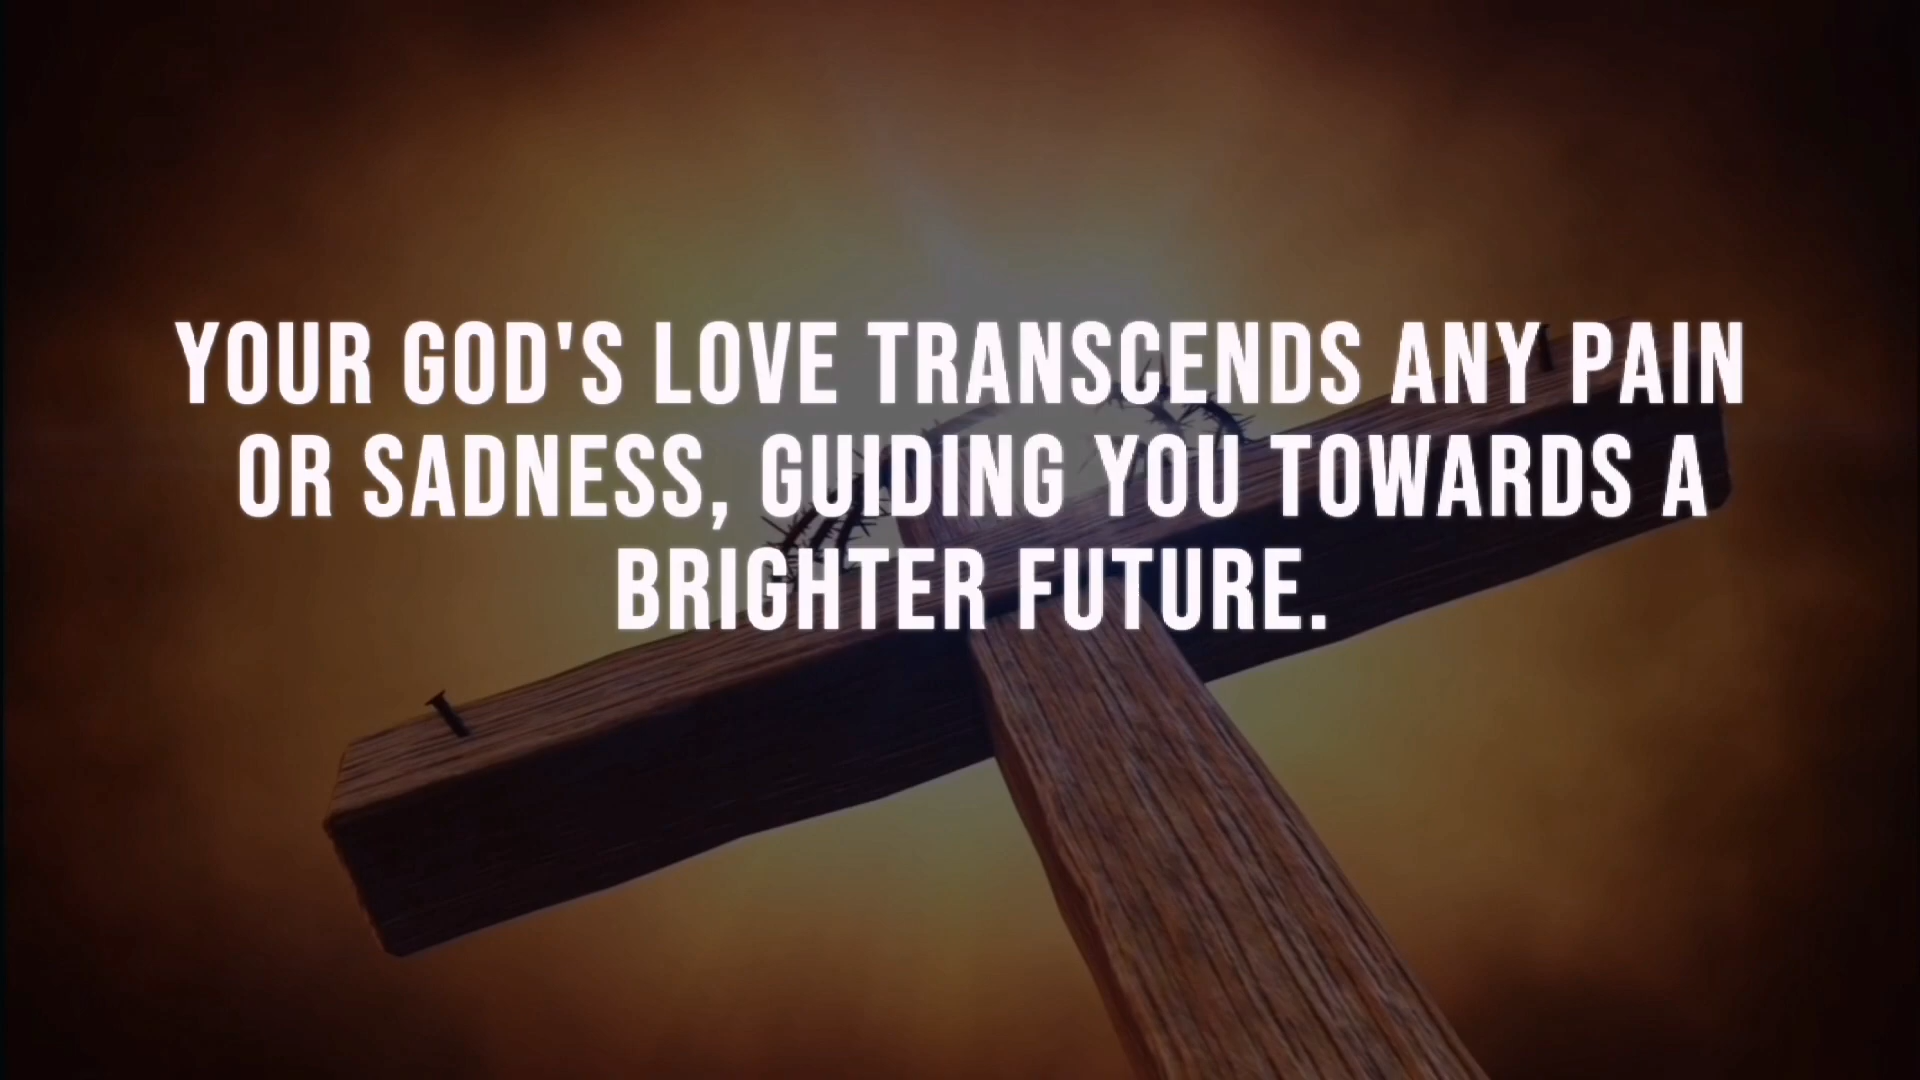 YOUR GOD'S LOVE TRANSCENDS ANY PAIN
OR SADNESS, GUIDING YOU TOWARDS A
BRIGHTER FUTURE.